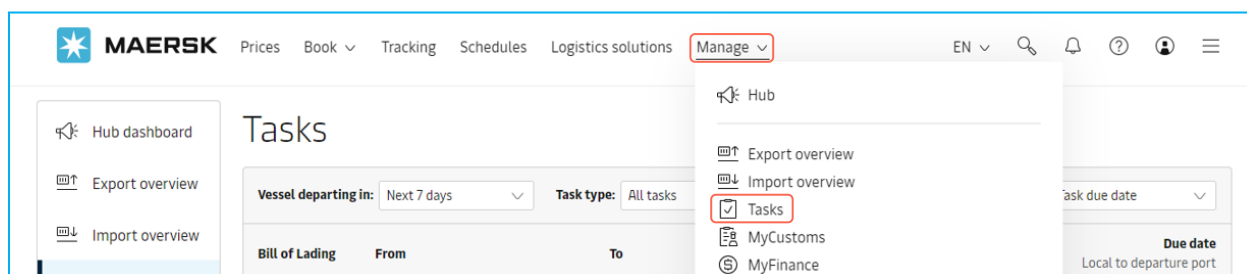 MAERSK Prices Book Tracking Schedules Logistics solutions Manage EN
Hub
Hub dashboard
Tasks
Export overview
Import overview
Export overview
Import overview
Vessel departing in: Next 7 days Task type: All tasks Task due date
Tasks
MyCustoms
MyFinance
Bill of Lading From To Due date
Local to departure port